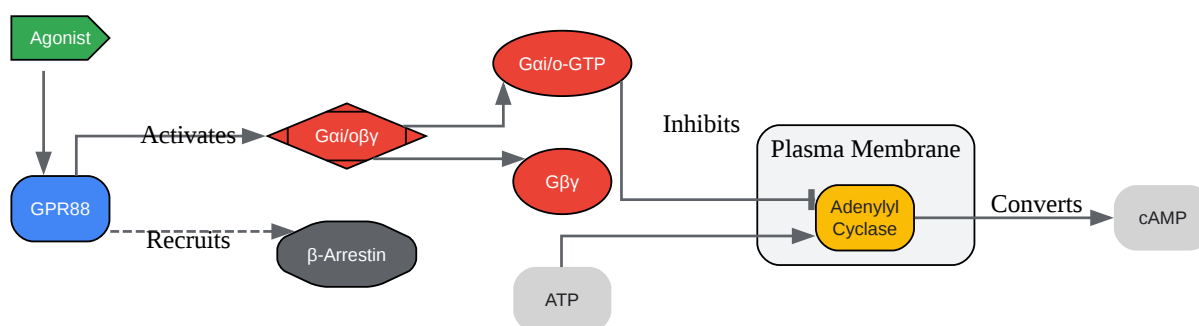 Agonist
Gαi/o-GTP
Activates
Gαi/oβγ
Inhibits
Plasma Membrane
Gβγ
GPR88
Adenylyl
Cyclase
Converts
cAMP
Recruits
β-Arrestin
ATP